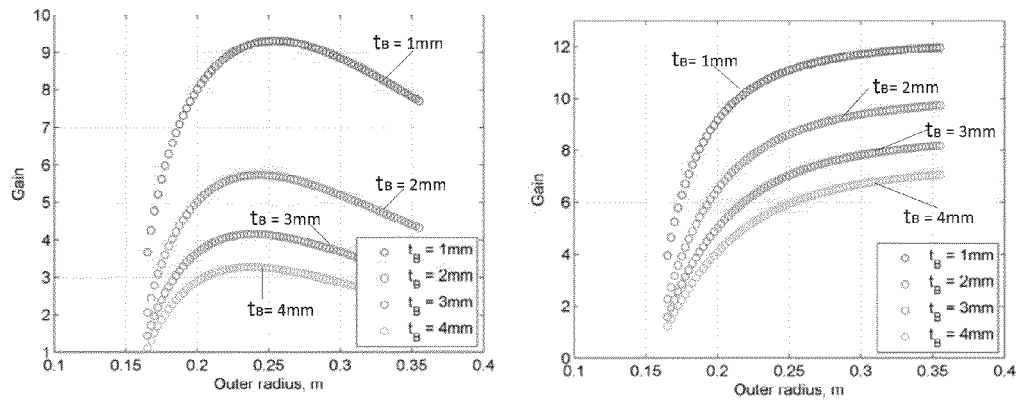 10
9
8
7
6
5
4
3
2
1
Gain
0.1
0.15
0.2
0.25
0.3
0.35
0.4
Outer radius, m
tB = 1mm
tB = 2mm
tB = 3mm
tB = 4mm
tB = 1mm
tB = 2mm
tB = 3mm
tB = 4mm
12
10
8
6
4
2
0
Gain
0.1
0.15
0.2
0.25
0.3
0.35
0.4
Outer radius, m
tB= 1mm
tB= 2mm
tB= 3mm
tB= 4mm
tB = 1mm
tB = 2mm
tB = 3mm
tB = 4mm